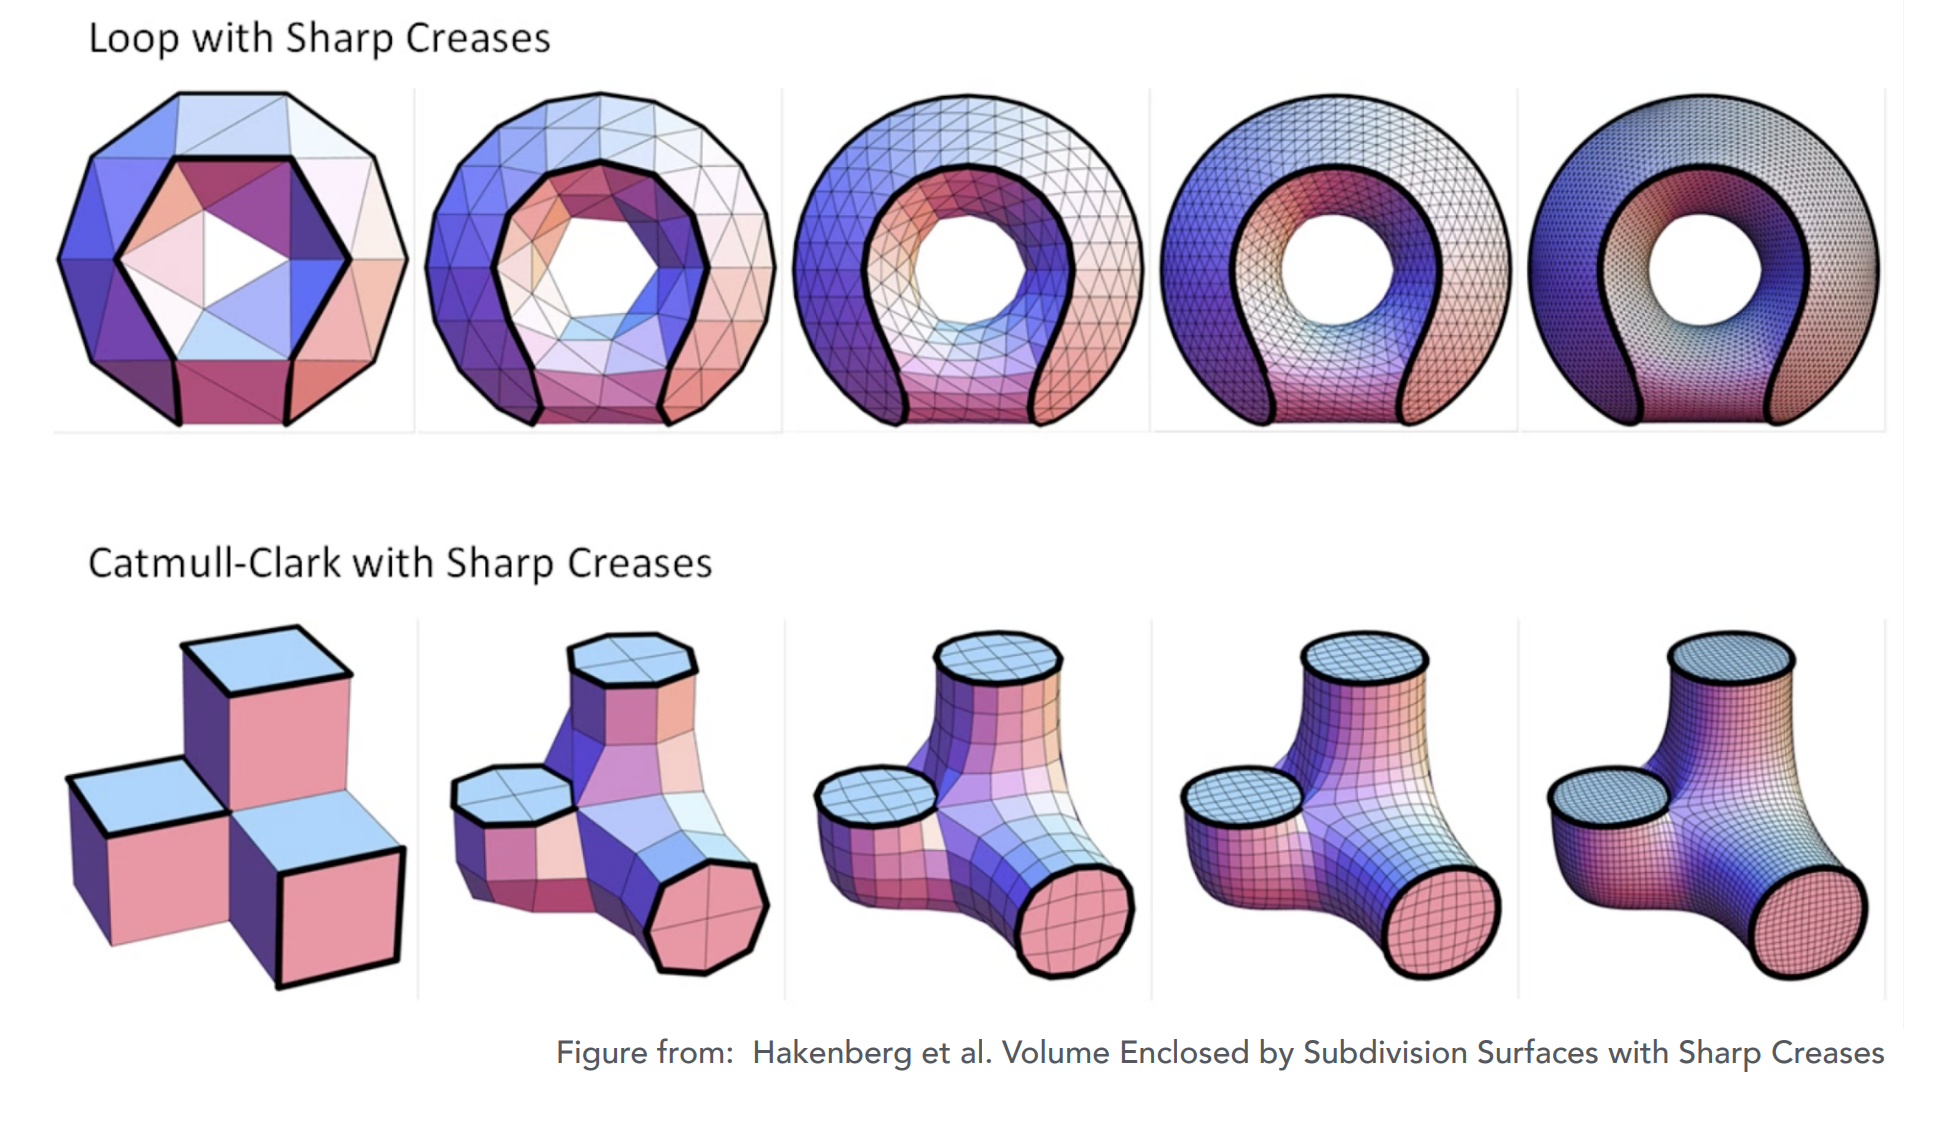 Loop with Sharp Creases
Catmull-Clark with Sharp Creases
Figure from:  Hakenberg et al. Volume Enclosed by Subdivision Surfaces with Sharp Creases